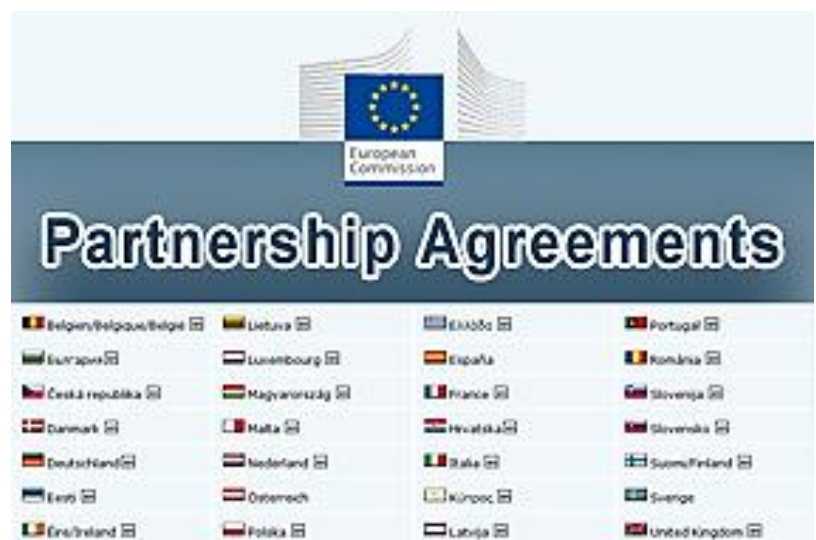 European
Commission
Partnership Agreements
Belgien/Belgique/België Lietuva Ελλάδα Portugal
България Luxembourg España România
Česká republika Magyarország France Slovenija
Danmark Malta Hrvatska Slovensko
Deutschland Nederland Italia Suomi/Finland
Eesti Österreich Κύπρος Sverige
Éire/Ireland Polska Latvija United Kingdom